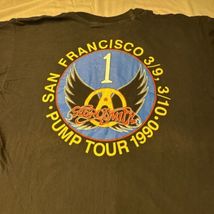 SAN FRANCISCO 3/9, 3/10
1
AEROSMITH
• PUMP TOUR 1990 •